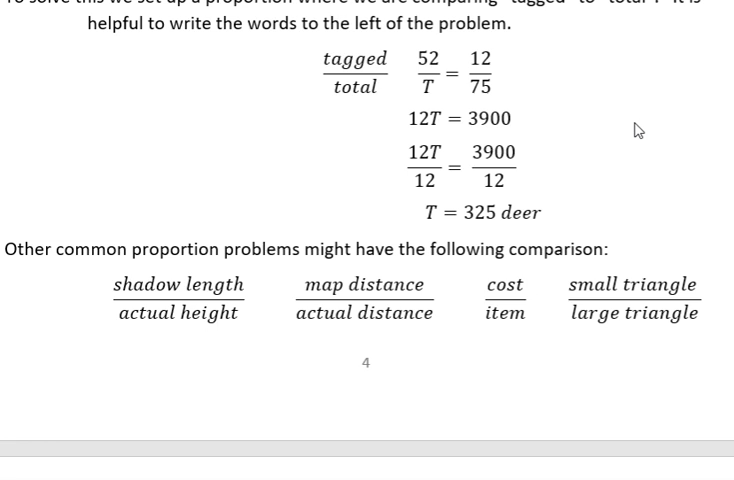 helpful to write the words to the left of the problem.
tagged/total 52/T = 12/75
12T = 3900
12T/12 = 3900/12
T = 325 deer
Other common proportion problems might have the following comparison:
shadow length/actual height map distance/actual distance cost/item small triangle/large triangle
4